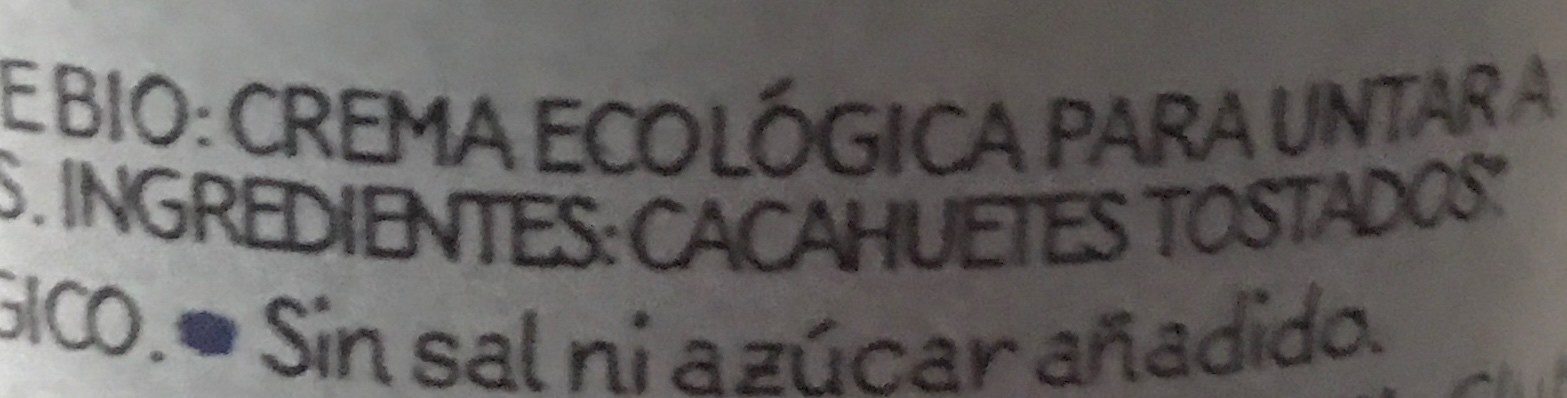 E BIO: CREMA ECOLÓGICA PARA UNTAR A
S. INGREDIENTES: CACAHUETES TOSTADOS*.
GICO. • Sin sal ni azúcar añadido.